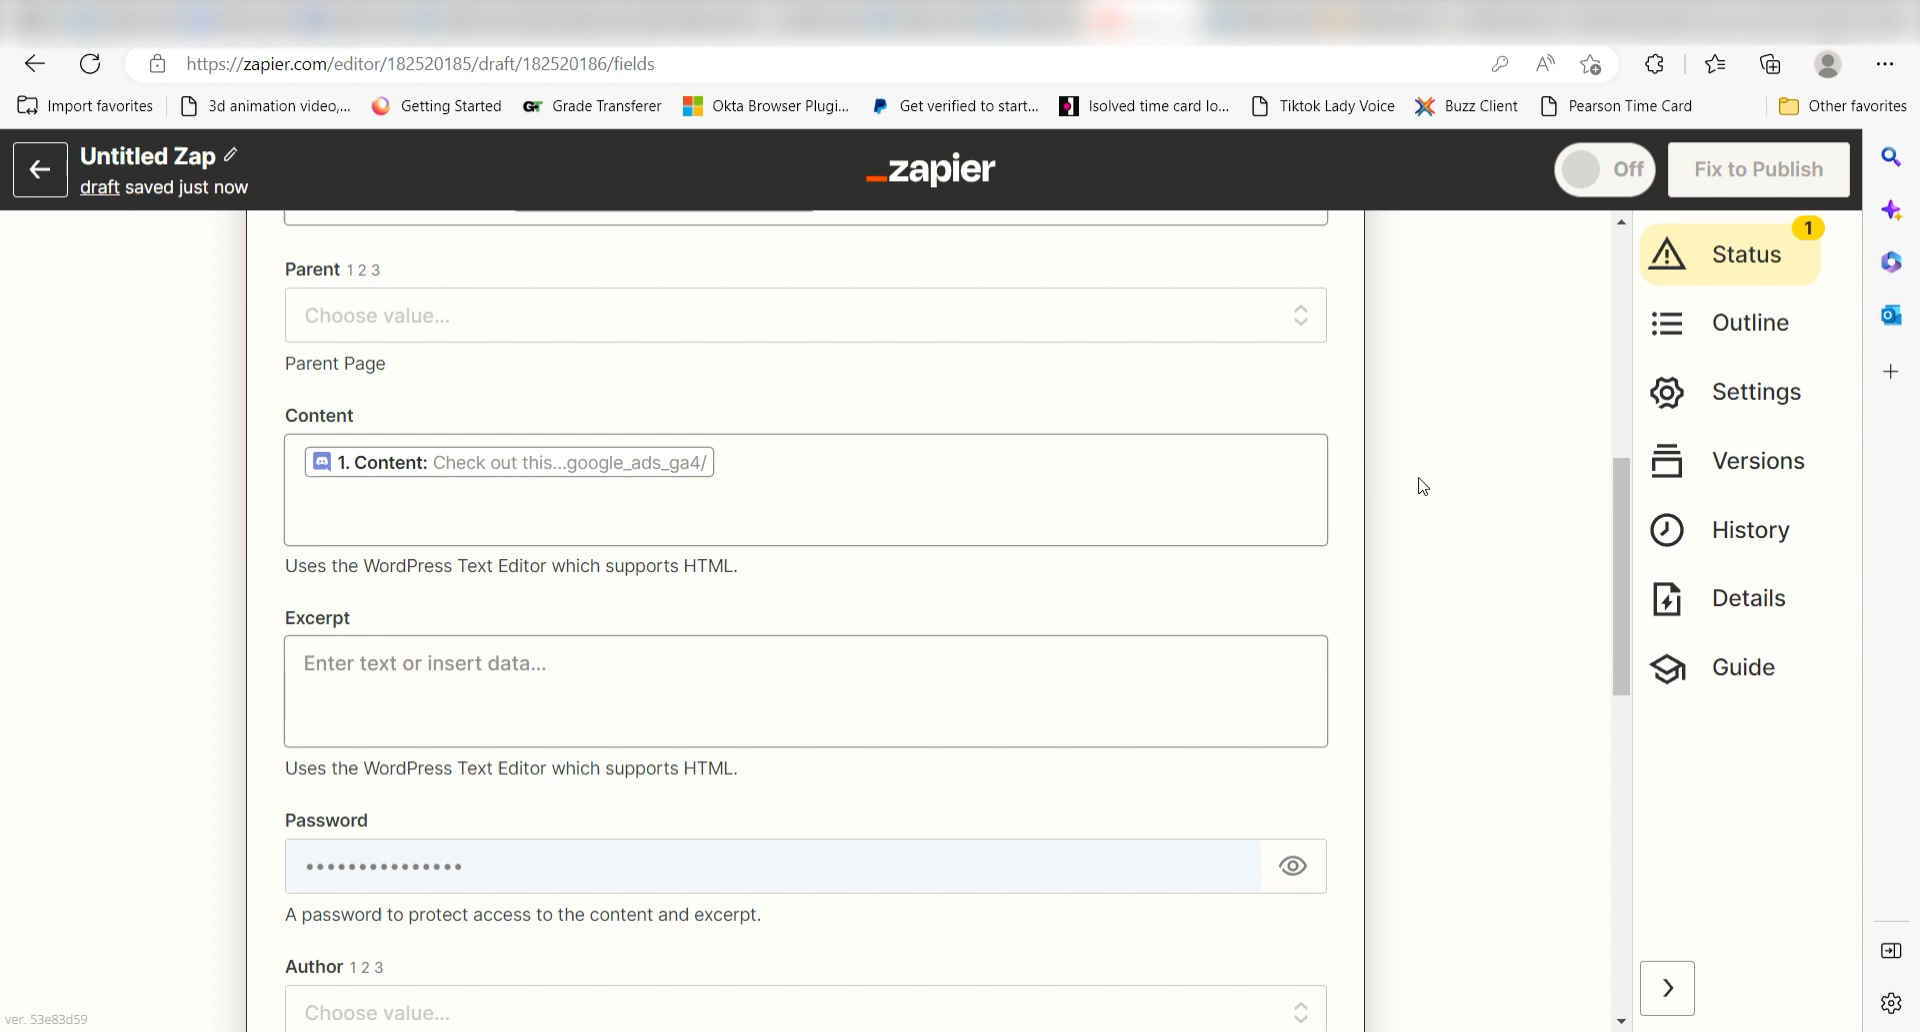 https://zapier.com/editor/182520185/draft/182520186/fields
Import favorites
3d animation video,...
Getting Started
GT
Grade Transferer
Okta Browser Plugi...
Get verified to start...
Isolved time card lo...
Tiktok Lady Voice
Buzz Client
Pearson Time Card
Other favorites
Untitled Zap
draft saved just now
_zapier
Off
Fix to Publish
1
Status
Outline
Settings
Versions
History
Details
Guide
Parent 1 2 3
Choose value...
Parent Page
Content
1. Content: Check out this...google_ads_ga4/
Uses the WordPress Text Editor which supports HTML.
Excerpt
Enter text or insert data...
Uses the WordPress Text Editor which supports HTML.
Password
•••••••••••••••
A password to protect access to the content and excerpt.
Author 1 2 3
Choose value...
ver. 53e83d59